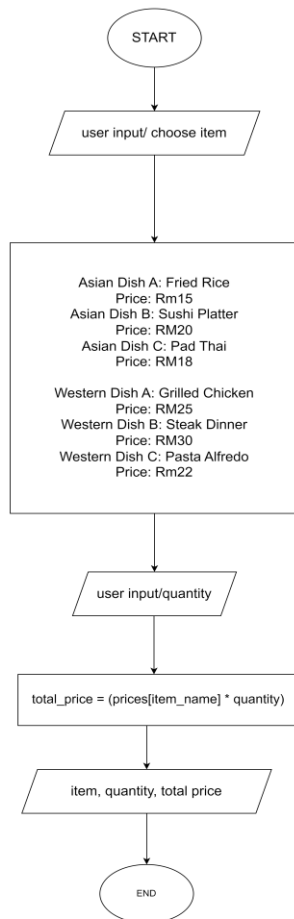 START
user input/ choose item
Asian Dish A: Fried Rice
Price: Rm15
Asian Dish B: Sushi Platter
Price: RM20
Asian Dish C: Pad Thai
Price: RM18
Western Dish A: Grilled Chicken
Price: RM25
Western Dish B: Steak Dinner
Price: RM30
Western Dish C: Pasta Alfredo
Price: Rm22
user input/quantity
total_price = (prices[item_name] * quantity)
item, quantity, total price
END